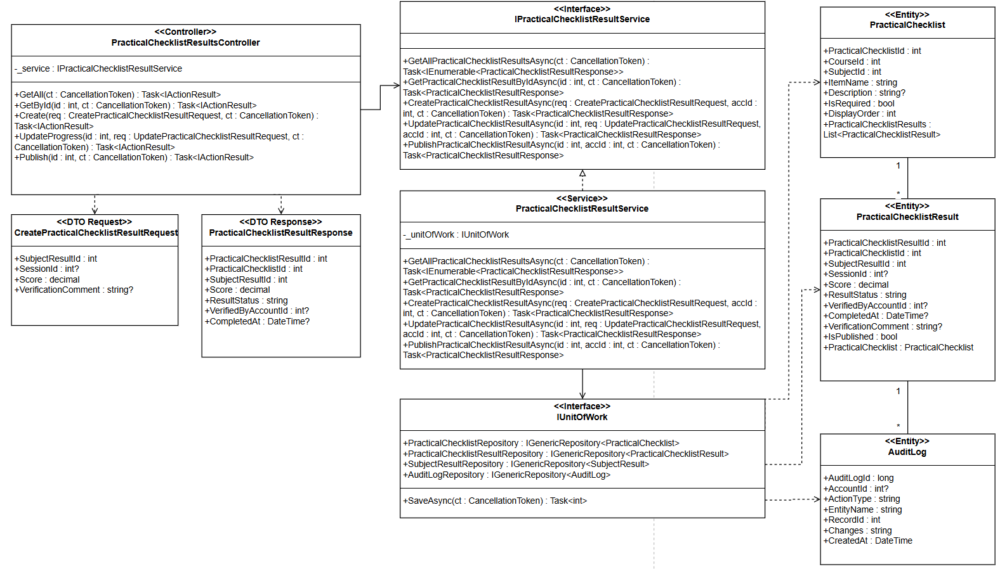 <<Controller>>
PracticalChecklistResultsController
-_service : IPracticalChecklistResultService
+GetAll(ct : CancellationToken) : Task<IActionResult>
+GetById(id : int, ct : CancellationToken) : Task<IActionResult>
+Create(req : CreatePracticalChecklistResultRequest, ct : CancellationToken) :
Task<IActionResult>
+UpdateProgress(id : int, req : UpdatePracticalChecklistResultRequest, ct :
CancellationToken) : Task<IActionResult>
+Publish(id : int, ct : CancellationToken) : Task<IActionResult>
<<DTO Request>>
CreatePracticalChecklistResultRequest
+SubjectResultId : int
+SessionId : int?
+Score : decimal
+VerificationComment : string?
<<DTO Response>>
PracticalChecklistResultResponse
+PracticalChecklistResultId : int
+PracticalChecklistId : int
+SubjectResultId : int
+Score : decimal
+ResultStatus : string
+VerifiedByAccountId : int?
+CompletedAt : DateTime?
<<Interface>>
IPracticalChecklistResultService
+GetAllPracticalChecklistResultsAsync(ct : CancellationToken) :
Task<IEnumerable<PracticalChecklistResultResponse>>
+GetPracticalChecklistResultByIdAsync(id : int, ct : CancellationToken) :
Task<PracticalChecklistResultResponse>
+CreatePracticalChecklistResultAsync(req : CreatePracticalChecklistResultRequest, accId :
int, ct : CancellationToken) : Task<PracticalChecklistResultResponse>
+UpdatePracticalChecklistResultAsync(id : int, req : UpdatePracticalChecklistResultRequest,
accId : int, ct : CancellationToken) : Task<PracticalChecklistResultResponse>
+PublishPracticalChecklistResultAsync(id : int, accId : int, ct : CancellationToken) :
Task<PracticalChecklistResultResponse>
<<Service>>
PracticalChecklistResultService
-_unitOfWork : IUnitOfWork
+GetAllPracticalChecklistResultsAsync(ct : CancellationToken) :
Task<IEnumerable<PracticalChecklistResultResponse>>
+GetPracticalChecklistResultByIdAsync(id : int, ct : CancellationToken) :
Task<PracticalChecklistResultResponse>
+CreatePracticalChecklistResultAsync(req : CreatePracticalChecklistResultRequest, accId :
int, ct : CancellationToken) : Task<PracticalChecklistResultResponse>
+UpdatePracticalChecklistResultAsync(id : int, req : UpdatePracticalChecklistResultRequest,
accId : int, ct : CancellationToken) : Task<PracticalChecklistResultResponse>
+PublishPracticalChecklistResultAsync(id : int, accId : int, ct : CancellationToken) :
Task<PracticalChecklistResultResponse>
<<Interface>>
IUnitOfWork
+PracticalChecklistRepository : IGenericRepository<PracticalChecklist>
+PracticalChecklistResultRepository : IGenericRepository<PracticalChecklistResult>
+SubjectResultRepository : IGenericRepository<SubjectResult>
+AuditLogRepository : IGenericRepository<AuditLog>
+SaveAsync(ct : CancellationToken) : Task<int>
<<Entity>>
PracticalChecklist
+PracticalChecklistId : int
+CourseId : int
+SubjectId : int
+ItemName : string
+Description : string?
+IsRequired : bool
+DisplayOrder : int
+PracticalChecklistResults :
List<PracticalChecklistResult>
1
*
<<Entity>>
PracticalChecklistResult
+PracticalChecklistResultId : int
+PracticalChecklistId : int
+SubjectResultId : int
+SessionId : int?
+Score : decimal
+ResultStatus : string
+VerifiedByAccountId : int?
+CompletedAt : DateTime?
+VerificationComment : string?
+IsPublished : bool
+PracticalChecklist : PracticalChecklist
1
*
<<Entity>>
AuditLog
+AuditLogId : long
+AccountId : int?
+ActionType : string
+EntityName : string
+RecordId : int
+Changes : string
+CreatedAt : DateTime